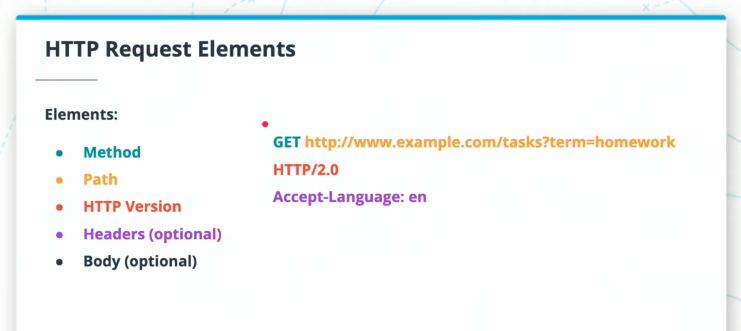 HTTP Request Elements
Elements:
Method
Path
HTTP Version
Headers (optional)
Body (optional)
GET http://www.example.com/tasks?term=homework
HTTP/2.0
Accept-Language: en